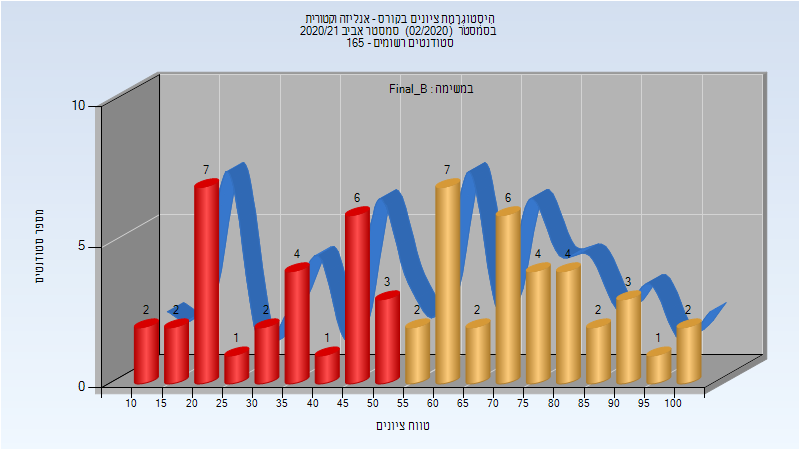 היסטוגרמת ציונים בקורס - אנליזה וקטורית
בסמסטר (02/2020) סמסטר אביב 2020/21
סטודנטים רשומים - 165
במשימה : Final_B
10
5
0
מספר סטודנטים
2 2 7 1 2 4 1 6 3 2 7 2 6 4 4 2 3 1 2
10 15 20 25 30 35 40 45 50 55 60 65 70 75 80 85 90 95 100
טווח ציונים